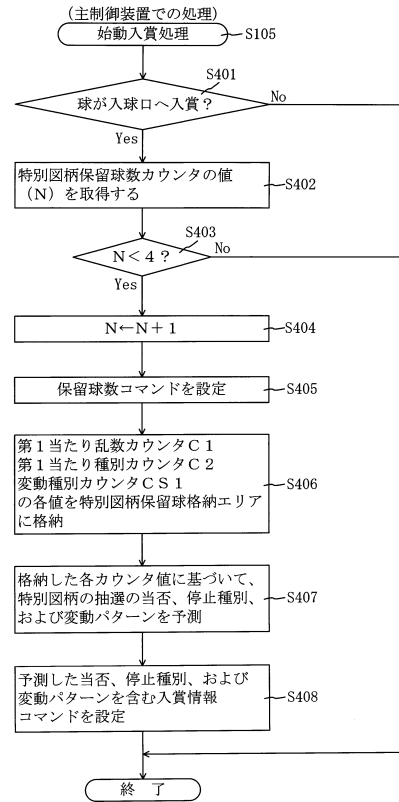 (主制御装置での処理)
始動入賞処理
S105
S401
球が入球口へ入賞?
No
Yes
特別図柄保留球数カウンタの値
(N)を取得する
S402
S403
N<4?
No
Yes
N←N+1
S404
保留球数コマンドを設定
S405
第1当たり乱数カウンタC1
第1当たり種別カウンタC2
変動種別カウンタCS1
の各値を特別図柄保留球格納エリア
に格納
S406
格納した各カウンタ値に基づいて、
特別図柄の抽選の当否、停止種別、
および変動パターンを予測
S407
予測した当否、停止種別、および
変動パターンを含む入賞情報
コマンドを設定
S408
終 了